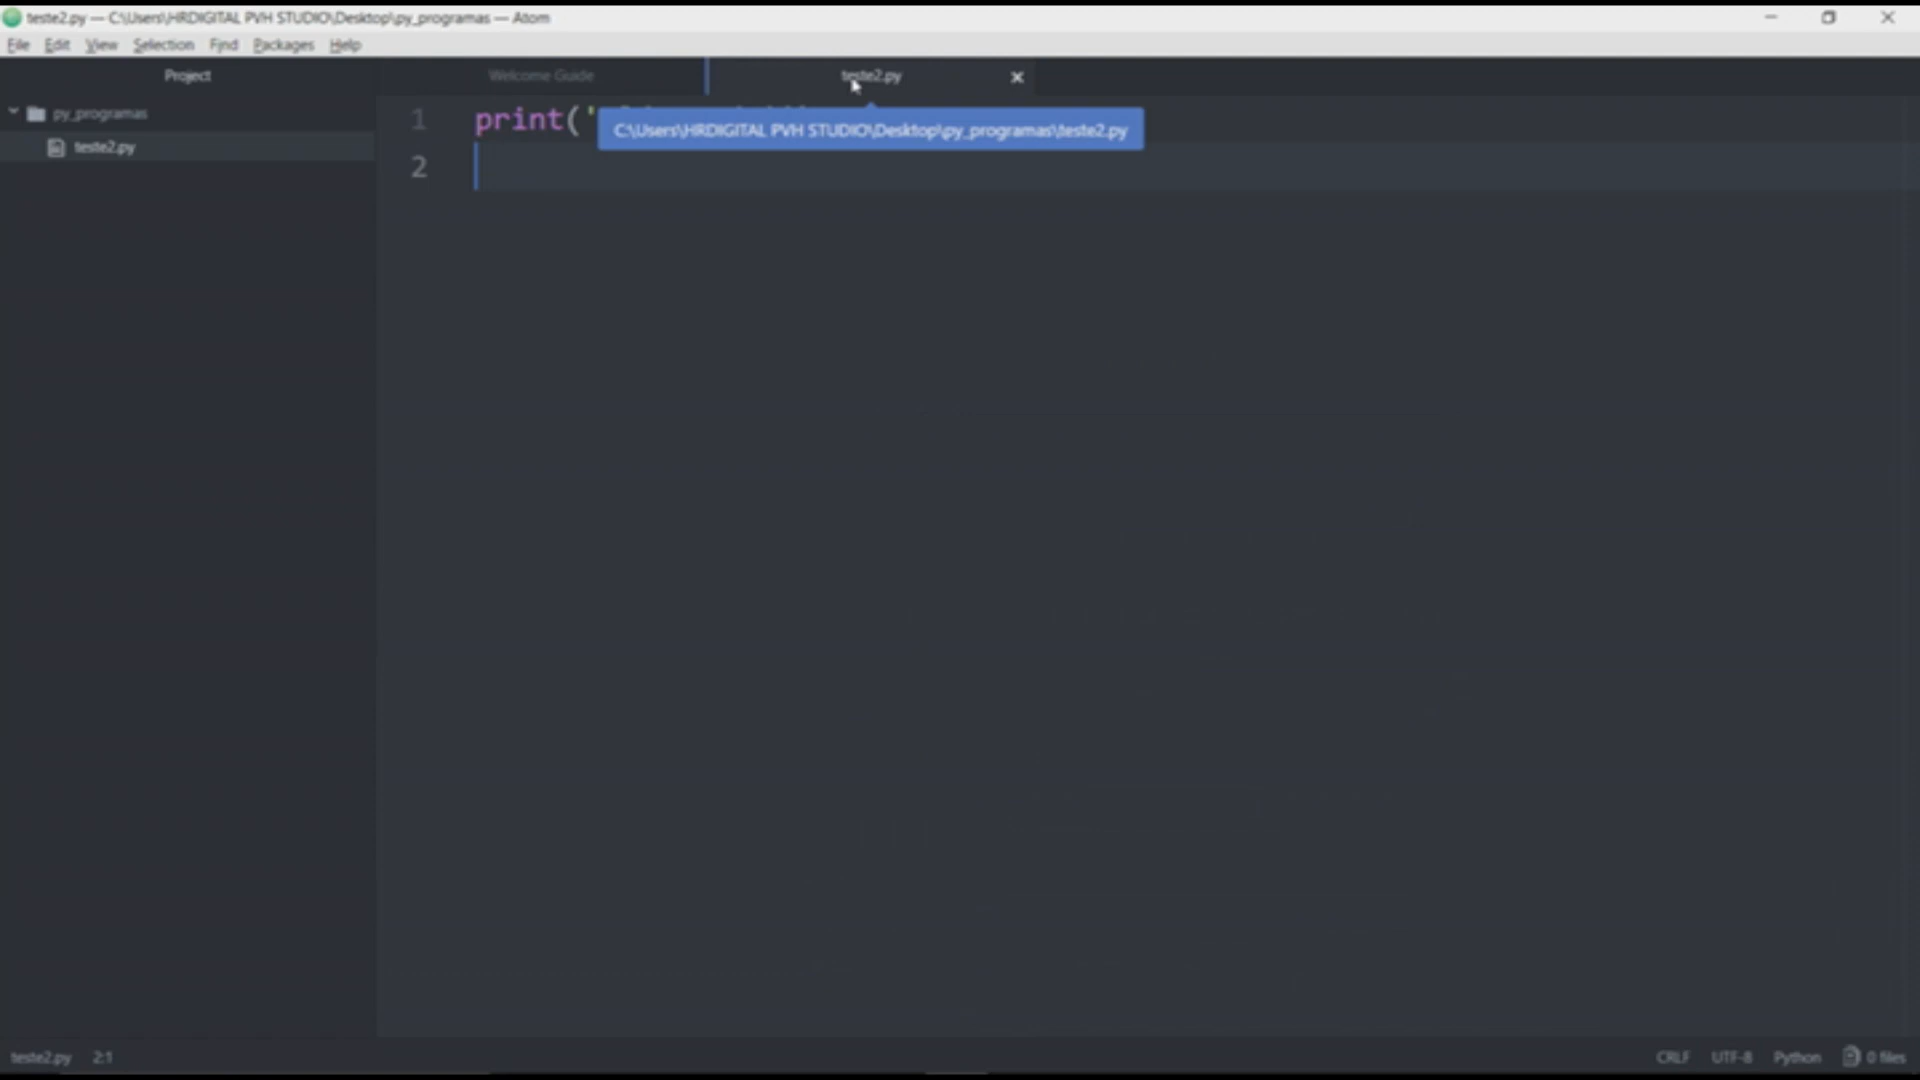 teste2.py — C:\Users\HRDIGITAL PVH STUDIO\Desktop\py_programas — Atom
File Edit View Selection Find Packages Help
Project
Welcome Guide
teste2.py
py_programas
teste2.py
1 print('
C:\Users\HRDIGITAL PVH STUDIO\Desktop\py_programas\teste2.py
2
teste2.py 2:1
CRLF UTF-8 Python 0 files